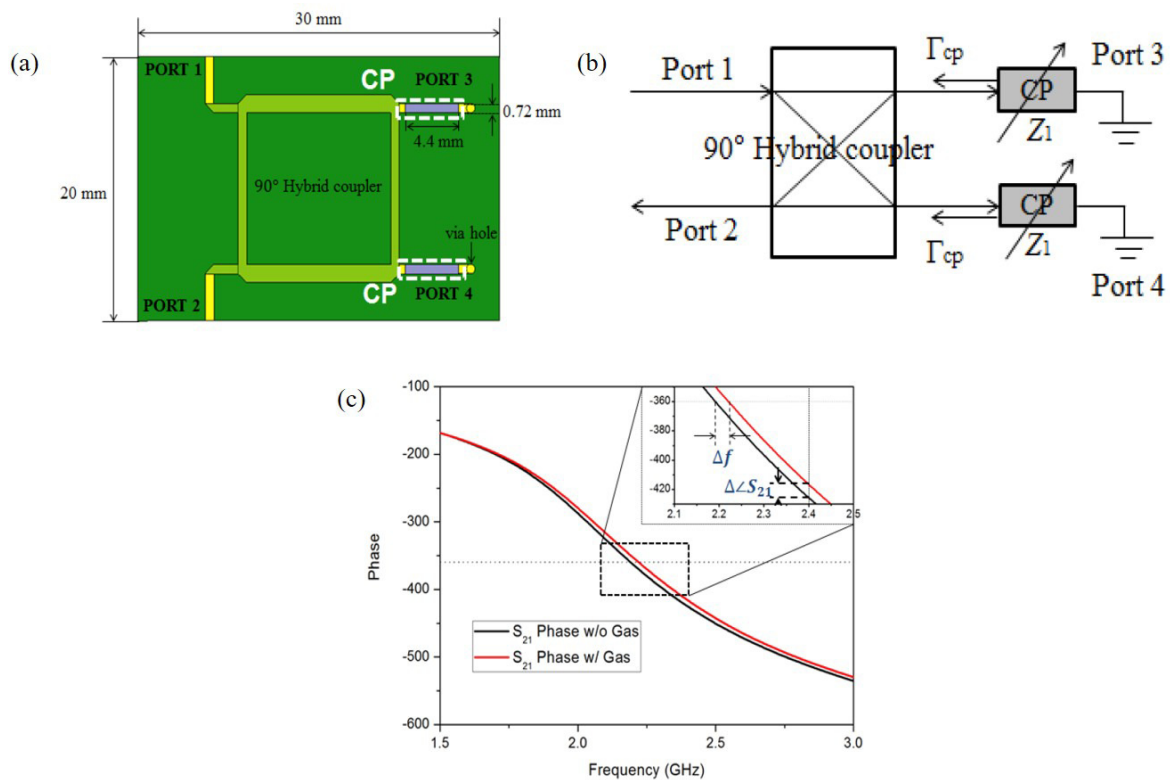 (a)
30 mm
PORT 1
CP
PORT 3
0.72 mm
4.4 mm
20 mm
90° Hybrid coupler
via hole
PORT 2
CP
PORT 4
(b)
Port 1
Γcp
CP
Z1
Port 3
90° Hybrid coupler
Port 2
Γcp
CP
Z1
Port 4
(c)
-100
-200
-300
-400
-500
-600
Phase
1.5
2.0
2.5
3.0
Frequency (GHz)
S21 Phase w/o Gas
S21 Phase w/ Gas
-360
-380
-400
-420
2.1
2.2
2.3
2.4
2.5
Δf
Δ∠S21